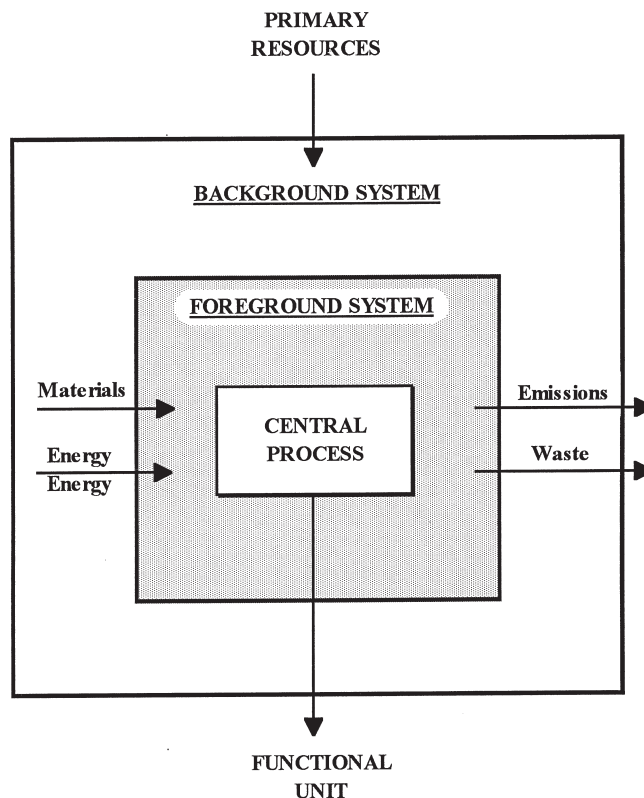 PRIMARY
RESOURCES
BACKGROUND SYSTEM
FOREGROUND SYSTEM
Materials
Emissions
CENTRAL
PROCESS
Energy
Energy
Waste
FUNCTIONAL
UNIT